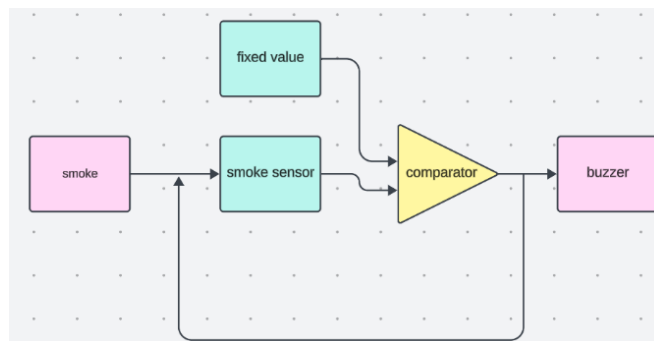 fixed value
smoke
smoke sensor
comparator
buzzer